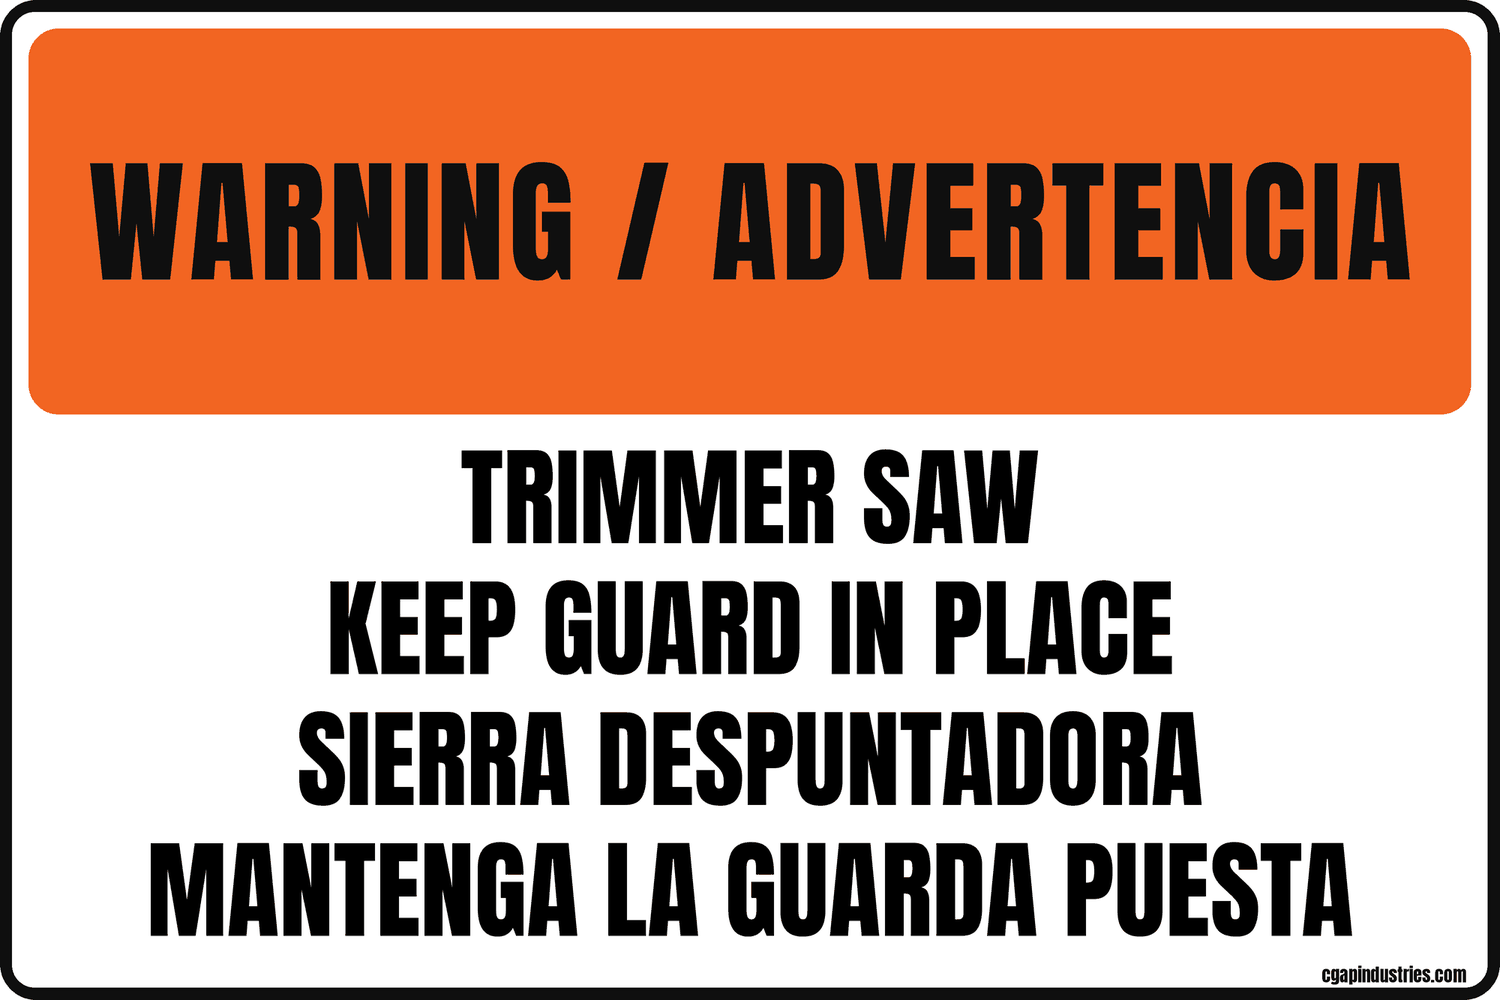 WARNING / ADVERTENCIA
TRIMMER SAW
KEEP GUARD IN PLACE
SIERRA DESPUNTADORA
MANTENGA LA GUARDA PUESTA
cgapindustries.com